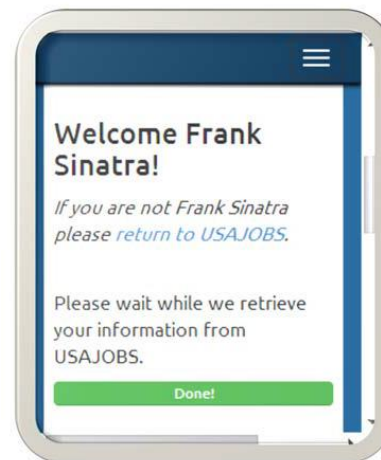 Welcome Frank
Sinatra!
If you are not Frank Sinatra
please return to USAJOBS.
Please wait while we retrieve
your information from
USAJOBS.
Done!